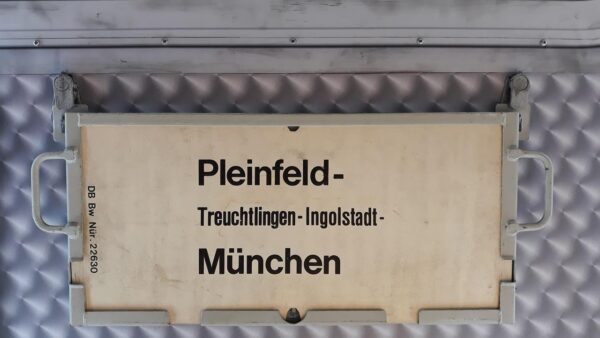 Pleinfeld-
Treuchtlingen-Ingolstadt-
München
DB Bw Nür. 22630